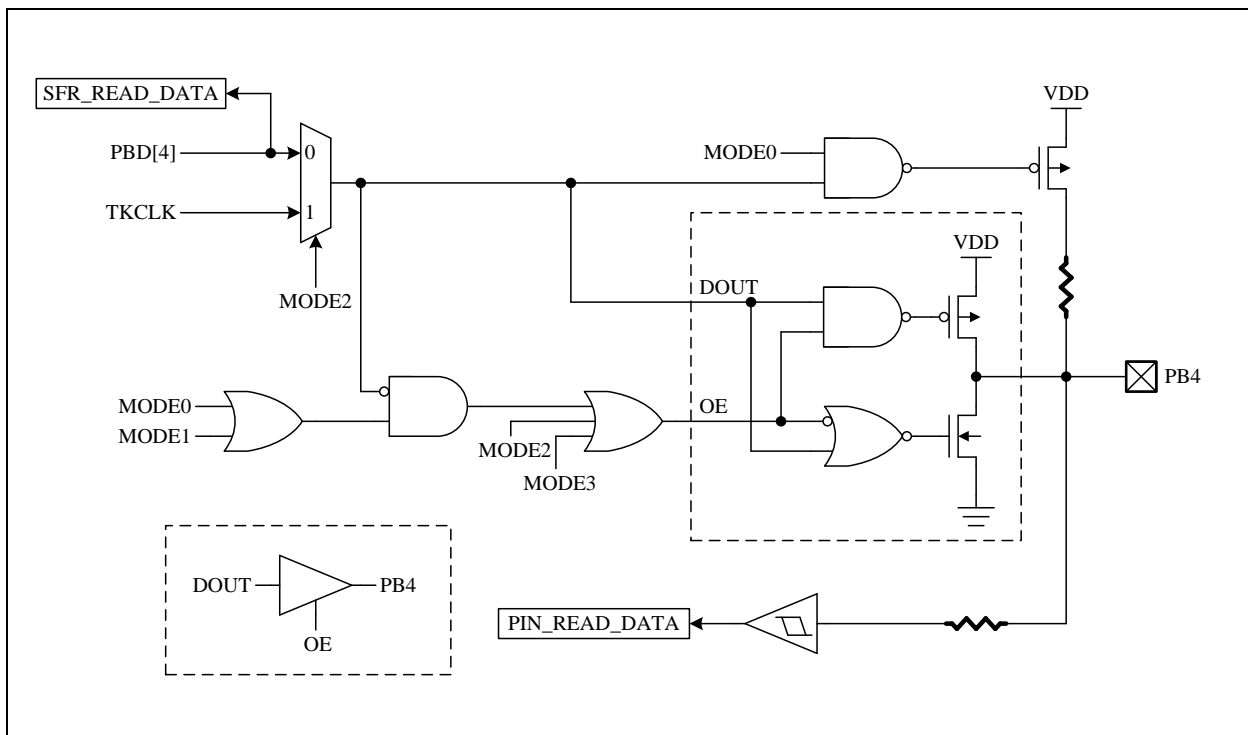 SFR_READ_DATA
VDD
PBD[4]
0
MODE0
TKCLK
1
VDD
MODE2
DOUT
PB4
MODE0
MODE1
OE
MODE2
MODE3
DOUT
PB4
OE
PIN_READ_DATA